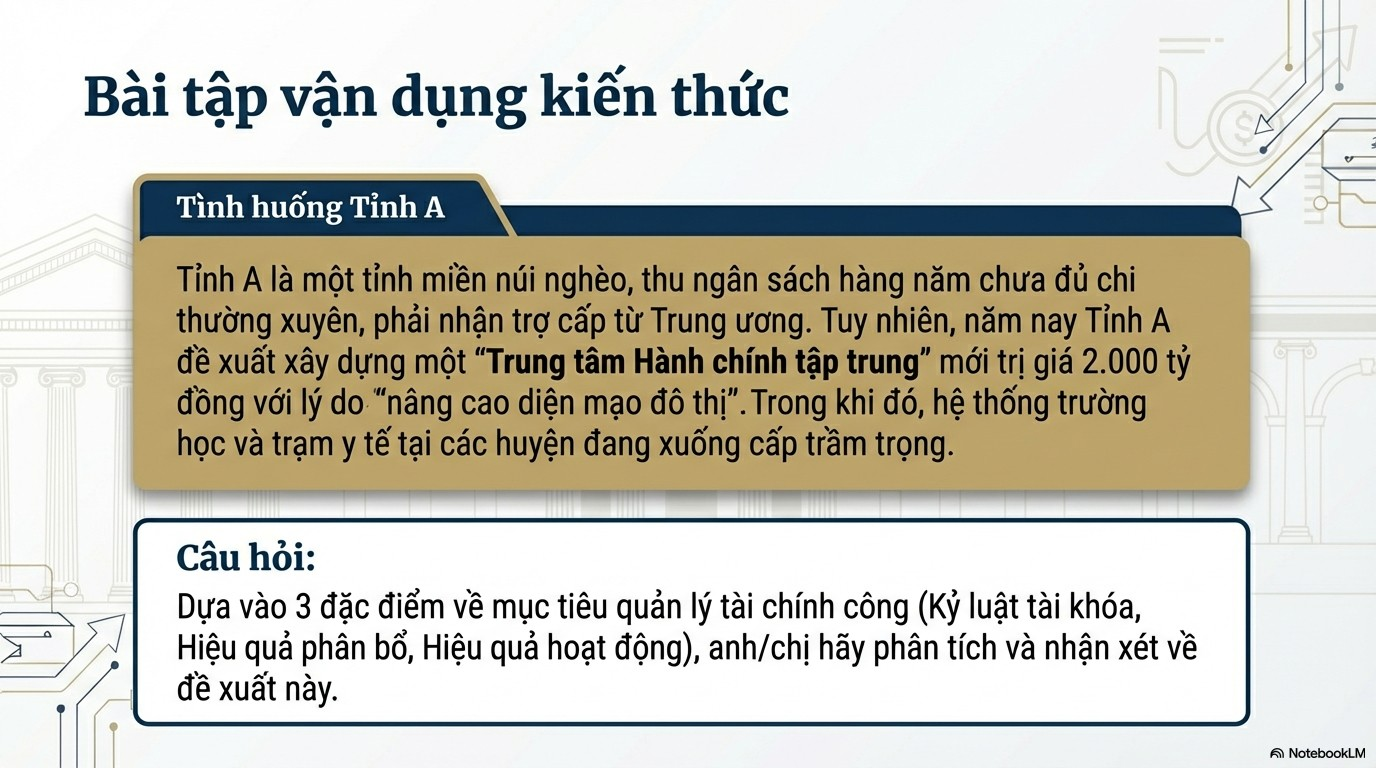 Bài tập vận dụng kiến thức
Tình huống Tỉnh A
Tỉnh A là một tỉnh miền núi nghèo, thu ngân sách hàng năm chưa đủ chi
thường xuyên, phải nhận trợ cấp từ Trung ương. Tuy nhiên, năm nay Tỉnh A
đề xuất xây dựng một “Trung tâm Hành chính tập trung” mới trị giá 2.000 tỷ
đồng với lý do “nâng cao diện mạo đô thị”. Trong khi đó, hệ thống trường
học và trạm y tế tại các huyện đang xuống cấp trầm trọng.
Câu hỏi:
Dựa vào 3 đặc điểm về mục tiêu quản lý tài chính công (Kỷ luật tài khóa,
Hiệu quả phân bổ, Hiệu quả hoạt động), anh/chị hãy phân tích và nhận xét về
đề xuất này.
NotebookLM